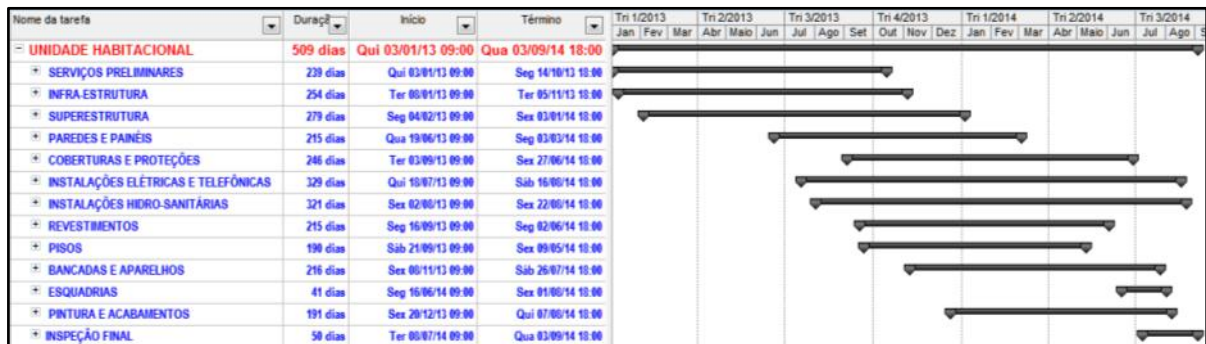 Nome da tarefa Duraçã Início Término Tri 1/2013 Tri 2/2013 Tri 3/2013 Tri 4/2013 Tri 1/2014 Tri 2/2014 Tri 3/2014
Jan Fev Mar Abr Maio Jun Jul Ago Set Out Nov Dez Jan Fev Mar Abr Maio Jun Jul Ago S
UNIDADE HABITACIONAL 509 dias Qui 03/01/13 09:00 Qua 03/09/14 18:00
SERVIÇOS PRELIMINARES 239 dias Qui 03/01/13 09:00 Seg 14/10/13 18:00
INFRA-ESTRUTURA 254 dias Ter 08/01/13 09:00 Ter 05/11/13 18:00
SUPERESTRUTURA 279 dias Seg 04/02/13 09:00 Sex 03/01/14 18:00
PAREDES E PAINÉIS 215 dias Qua 19/06/13 09:00 Seg 03/03/14 18:00
COBERTURAS E PROTEÇÕES 246 dias Ter 03/09/13 09:00 Sex 27/06/14 18:00
INSTALAÇÕES ELÉTRICAS E TELEFÔNICAS 329 dias Qui 18/07/13 09:00 Sáb 16/08/14 18:00
INSTALAÇÕES HIDRO-SANITÁRIAS 321 dias Sex 02/08/13 09:00 Sex 22/08/14 18:00
REVESTIMENTOS 215 dias Seg 16/09/13 09:00 Seg 02/06/14 18:00
PISOS 190 dias Sáb 21/09/13 09:00 Sex 09/05/14 18:00
BANCADAS E APARELHOS 216 dias Sex 08/11/13 09:00 Sáb 26/07/14 18:00
ESQUADRIAS 41 dias Seg 16/06/14 09:00 Sex 01/08/14 18:00
PINTURA E ACABAMENTOS 191 dias Sex 20/12/13 09:00 Qui 07/08/14 18:00
INSPEÇÃO FINAL 50 dias Ter 08/07/14 09:00 Qua 03/09/14 18:00